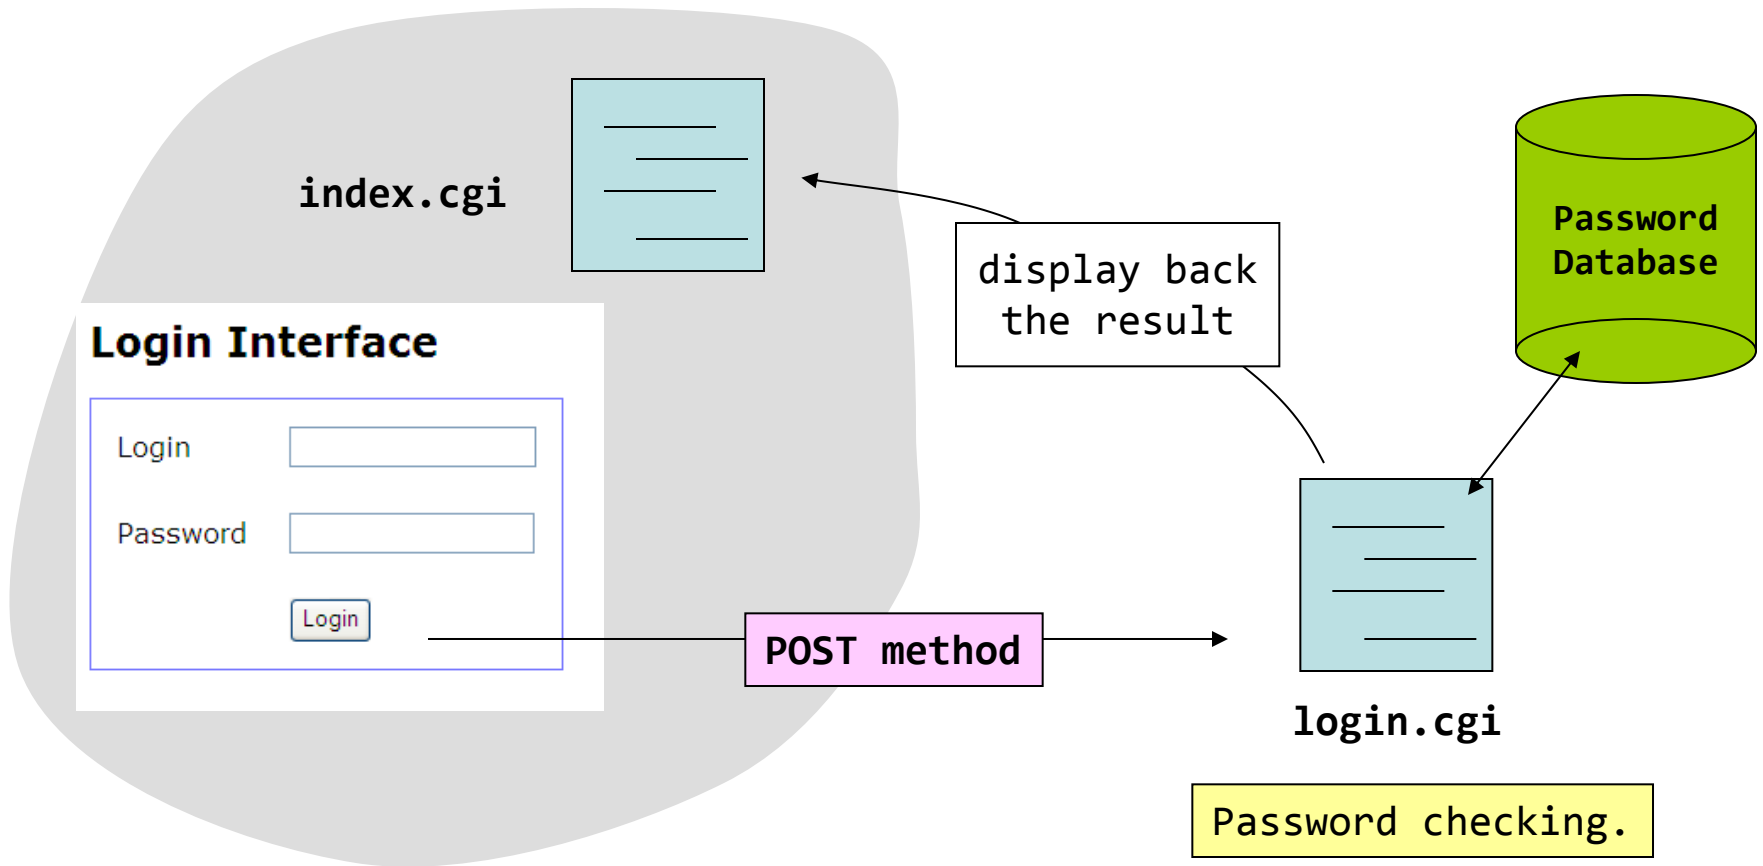 index.cgi
display back
the result
Password
Database
Login Interface
Login
Password
Login
POST method
login.cgi
Password checking.